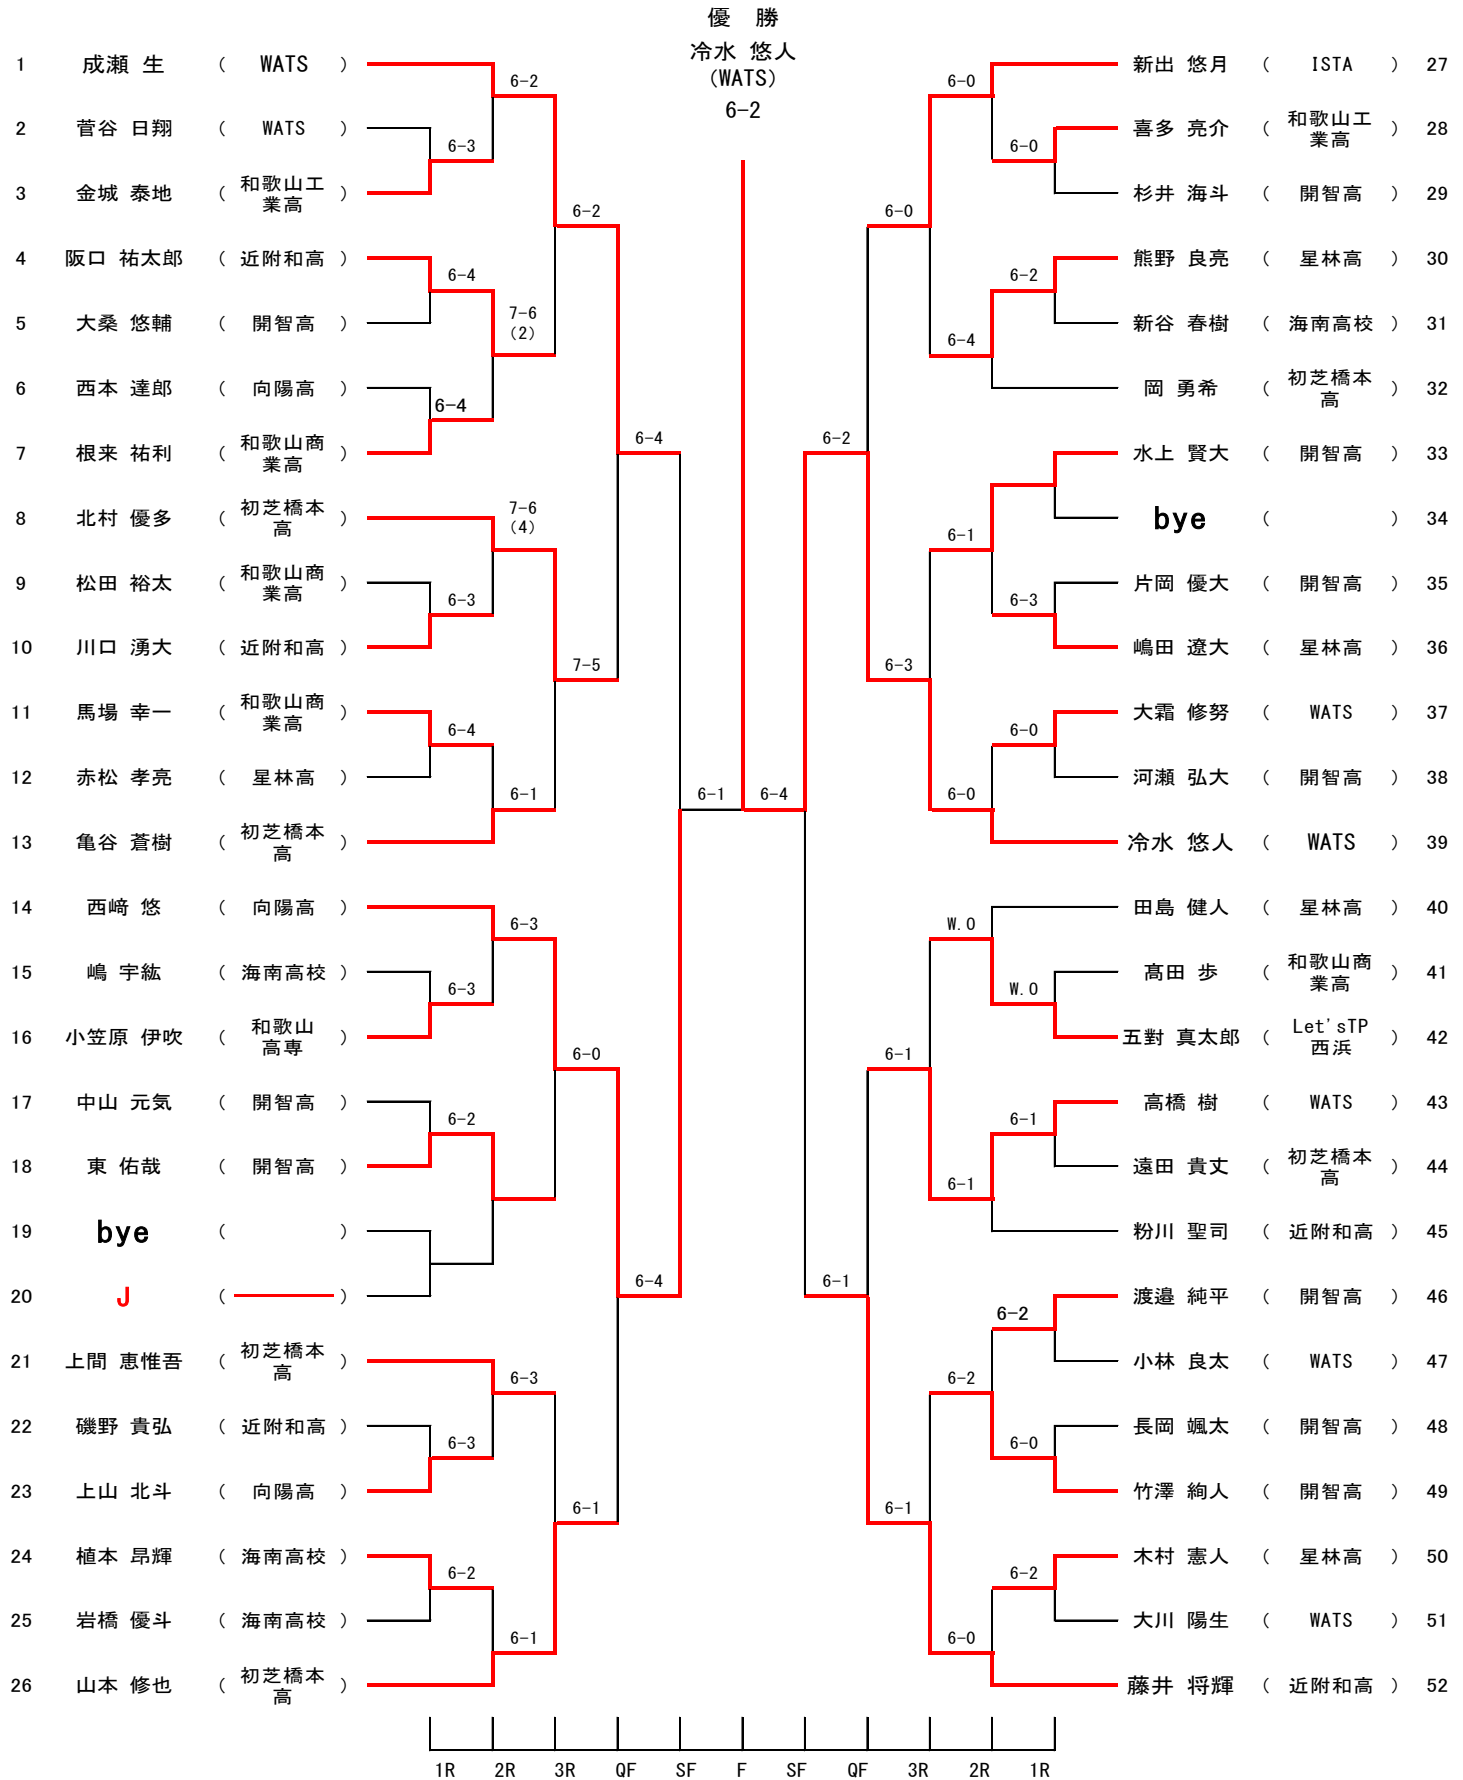 優 勝
冷水 悠人
(WATS)
6-2
1 成瀬 生 ( WATS )
2 菅谷 日翔 ( WATS )
3 金城 泰地 ( 和歌山工業高 )
4 阪口 祐太郎 ( 近附和高 )
5 大桑 悠輔 ( 開智高 )
6 西本 達郎 ( 向陽高 )
7 根来 祐利 ( 和歌山商業高 )
8 北村 優多 ( 初芝橋本高 )
9 松田 裕太 ( 和歌山商業高 )
10 川口 湧大 ( 近附和高 )
11 馬場 幸一 ( 和歌山商業高 )
12 赤松 孝亮 ( 星林高 )
13 亀谷 蒼樹 ( 初芝橋本高 )
14 西﨑 悠 ( 向陽高 )
15 嶋 宇紘 ( 海南高校 )
16 小笠原 伊吹 ( 和歌山高専 )
17 中山 元気 ( 開智高 )
18 東 佑哉 ( 開智高 )
19 bye ( )
20 J ( )
21 上間 恵惟吾 ( 初芝橋本高 )
22 磯野 貴弘 ( 近附和高 )
23 上山 北斗 ( 向陽高 )
24 植本 昂輝 ( 海南高校 )
25 岩橋 優斗 ( 海南高校 )
26 山本 修也 ( 初芝橋本高 )
6-3
6-4
6-4
6-3
6-4
6-3
6-2
6-3
6-2
6-2
7-6
(2)
7-6
(4)
6-1
6-3
6-3
6-1
6-2
7-5
6-0
6-1
6-4
6-4
6-1
6-4
6-2
6-1
6-0
6-3
6-1
6-1
6-0
6-4
6-1
6-0
W.O
6-1
6-2
6-0
6-0
6-2
6-3
6-0
W.O
6-1
6-2
6-0
6-2
新出 悠月 ( ISTA ) 27
喜多 亮介 ( 和歌山工業高 ) 28
杉井 海斗 ( 開智高 ) 29
熊野 良亮 ( 星林高 ) 30
新谷 春樹 ( 海南高校 ) 31
岡 勇希 ( 初芝橋本高 ) 32
水上 賢大 ( 開智高 ) 33
bye ( ) 34
片岡 優大 ( 開智高 ) 35
嶋田 遼大 ( 星林高 ) 36
大霜 修努 ( WATS ) 37
河瀬 弘大 ( 開智高 ) 38
冷水 悠人 ( WATS ) 39
田島 健人 ( 星林高 ) 40
髙田 歩 ( 和歌山商業高 ) 41
五對 真太郎 ( Let'sTP西浜 ) 42
高橋 樹 ( WATS ) 43
遠田 貴丈 ( 初芝橋本高 ) 44
粉川 聖司 ( 近附和高 ) 45
渡邉 純平 ( 開智高 ) 46
小林 良太 ( WATS ) 47
長岡 颯太 ( 開智高 ) 48
竹澤 絢人 ( 開智高 ) 49
木村 憲人 ( 星林高 ) 50
大川 陽生 ( WATS ) 51
藤井 将輝 ( 近附和高 ) 52
1R 2R 3R QF SF F SF QF 3R 2R 1R